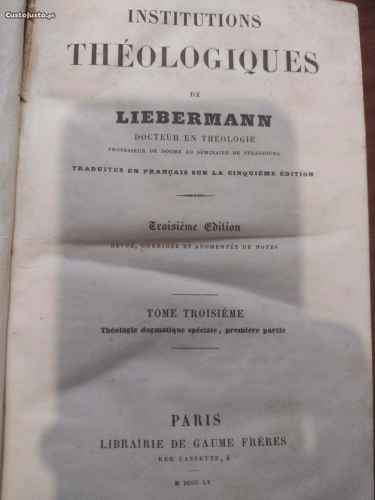 CustoJusto.pt
INSTITUTIONS
THÉOLOGIQUES
DE
LIEBERMANN
DOCTEUR EN THÉOLOGIE
PROFESSEUR DE DOGME AU SÉMINAIRE DE STRASBOURG
TRADUITES EN FRANÇAIS SUR LA CINQUIÈME ÉDITION
Troisième Edition
REVUE, CORRIGÉE ET AUGMENTÉE DE NOTES
TOME TROISIÈME
Théologie dogmatique spéciale, première partie
PARIS
LIBRAIRIE DE GAUME FRÈRES
RUE CASSETTE, 4
M DCCC LV